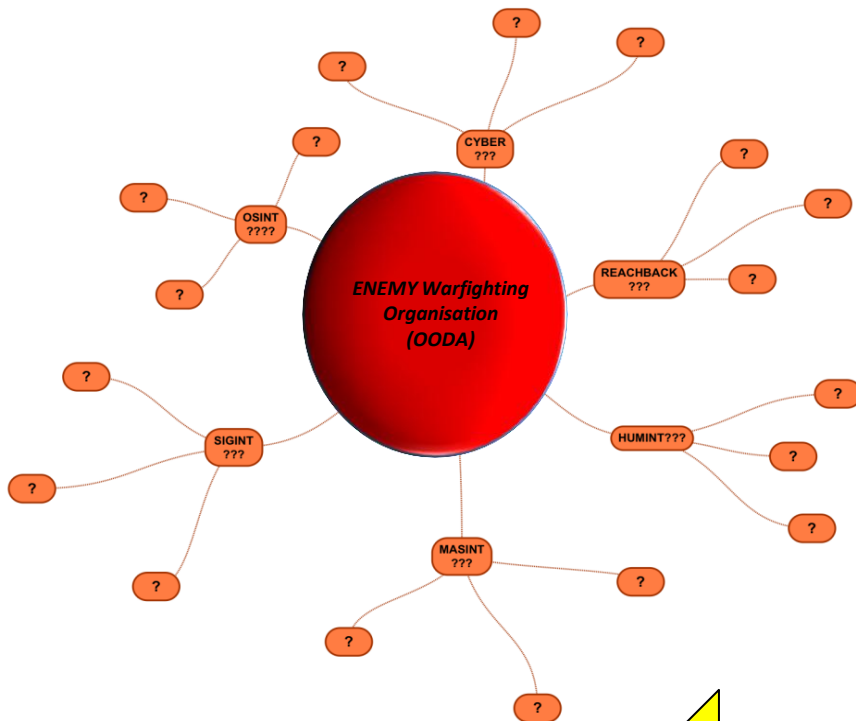 ?
?
?
CYBER
???
?
?
OSINT
????
?
?
?
REACHBACK
???
?
ENEMY Warfighting
Organisation
(OODA)
?
SIGINT
???
?
?
?
HUMINT???
?
?
MASINT
???
?
?
?